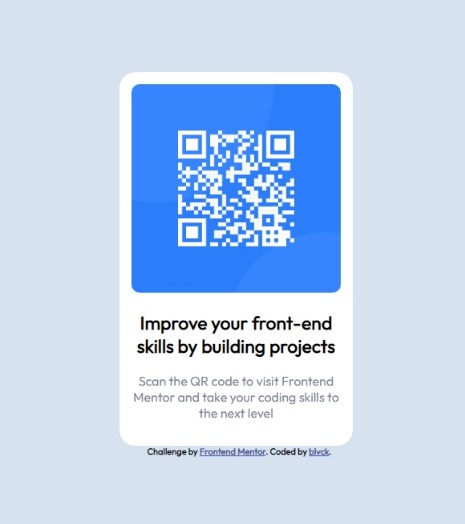 Improve your front-end
skills by building projects
Scan the QR code to visit Frontend
Mentor and take your coding skills to
the next level
Challenge by Frontend Mentor. Coded by blvck.